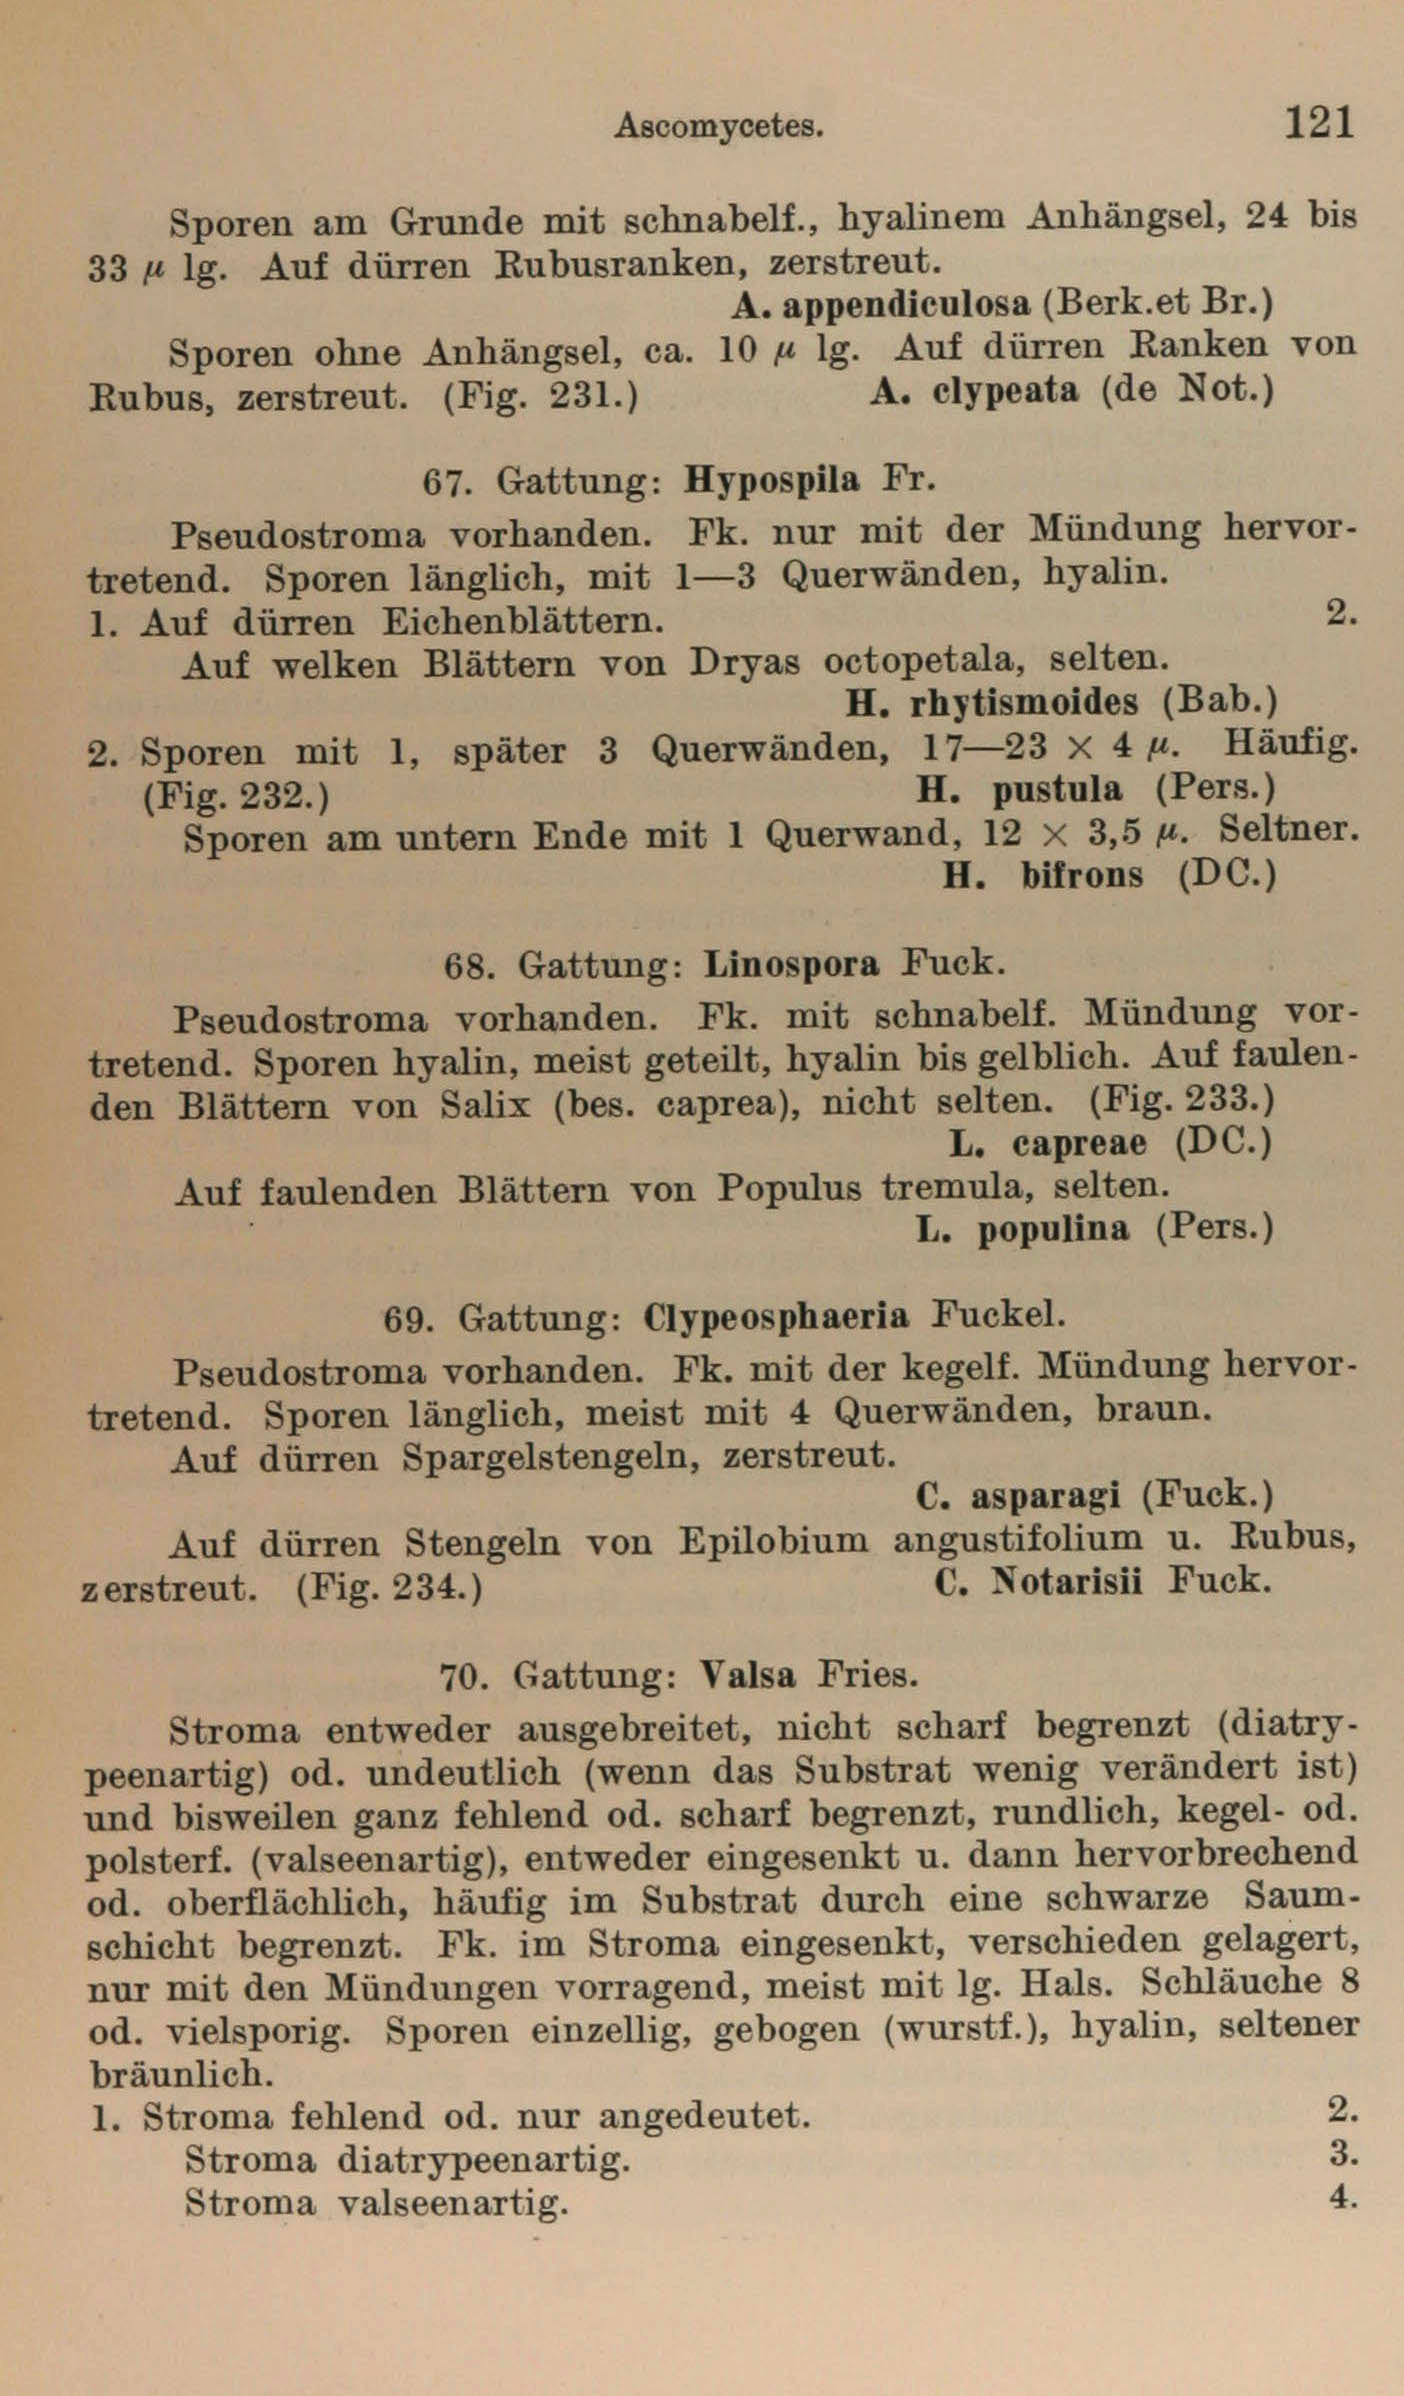 Ascomycetes. 121
Sporen am Grunde mit schnabelf., hyalinem Anhängsel, 24 bis
33 μ lg. Auf dürren Rubusranken, zerstreut.
A. appendiculosa (Berk.et Br.)
Sporen ohne Anhängsel, ca. 10 μ lg. Auf dürren Ranken von
Rubus, zerstreut. (Fig. 231.) A. clypeata (de Not.)
67. Gattung: Hypospila Fr.
Pseudostroma vorhanden. Fk. nur mit der Mündung hervor-
tretend. Sporen länglich, mit 1—3 Querwänden, hyalin.
1. Auf dürren Eichenblättern. 2.
Auf welken Blättern von Dryas octopetala, selten.
H. rhytismoides (Bab.)
2. Sporen mit 1, später 3 Querwänden, 17—23 × 4 μ. Häufig.
(Fig. 232.) H. pustula (Pers.)
Sporen am untern Ende mit 1 Querwand, 12 × 3,5 μ. Seltner.
H. bifrons (DC.)
68. Gattung: Linospora Fuck.
Pseudostroma vorhanden. Fk. mit schnabelf. Mündung vor-
tretend. Sporen hyalin, meist geteilt, hyalin bis gelblich. Auf faulen-
den Blättern von Salix (bes. caprea), nicht selten. (Fig. 233.)
L. capreae (DC.)
Auf faulenden Blättern von Populus tremula, selten.
L. populina (Pers.)
69. Gattung: Clypeosphaeria Fuckel.
Pseudostroma vorhanden. Fk. mit der kegelf. Mündung hervor-
tretend. Sporen länglich, meist mit 4 Querwänden, braun.
Auf dürren Spargelstengeln, zerstreut.
C. asparagi (Fuck.)
Auf dürren Stengeln von Epilobium angustifolium u. Rubus,
zerstreut. (Fig. 234.) C. Notarisii Fuck.
70. Gattung: Valsa Fries.
Stroma entweder ausgebreitet, nicht scharf begrenzt (diatry-
peenartig) od. undeutlich (wenn das Substrat wenig verändert ist)
und bisweilen ganz fehlend od. scharf begrenzt, rundlich, kegel- od.
polsterf. (valseenartig), entweder eingesenkt u. dann hervorbrechend
od. oberflächlich, häufig im Substrat durch eine schwarze Saum-
schicht begrenzt. Fk. im Stroma eingesenkt, verschieden gelagert,
nur mit den Mündungen vorragend, meist mit lg. Hals. Schläuche 8
od. vielsporig. Sporen einzellig, gebogen (wurstf.), hyalin, seltener
bräunlich.
1. Stroma fehlend od. nur angedeutet. 2.
Stroma diatrypeenartig. 3.
Stroma valseenartig. 4.